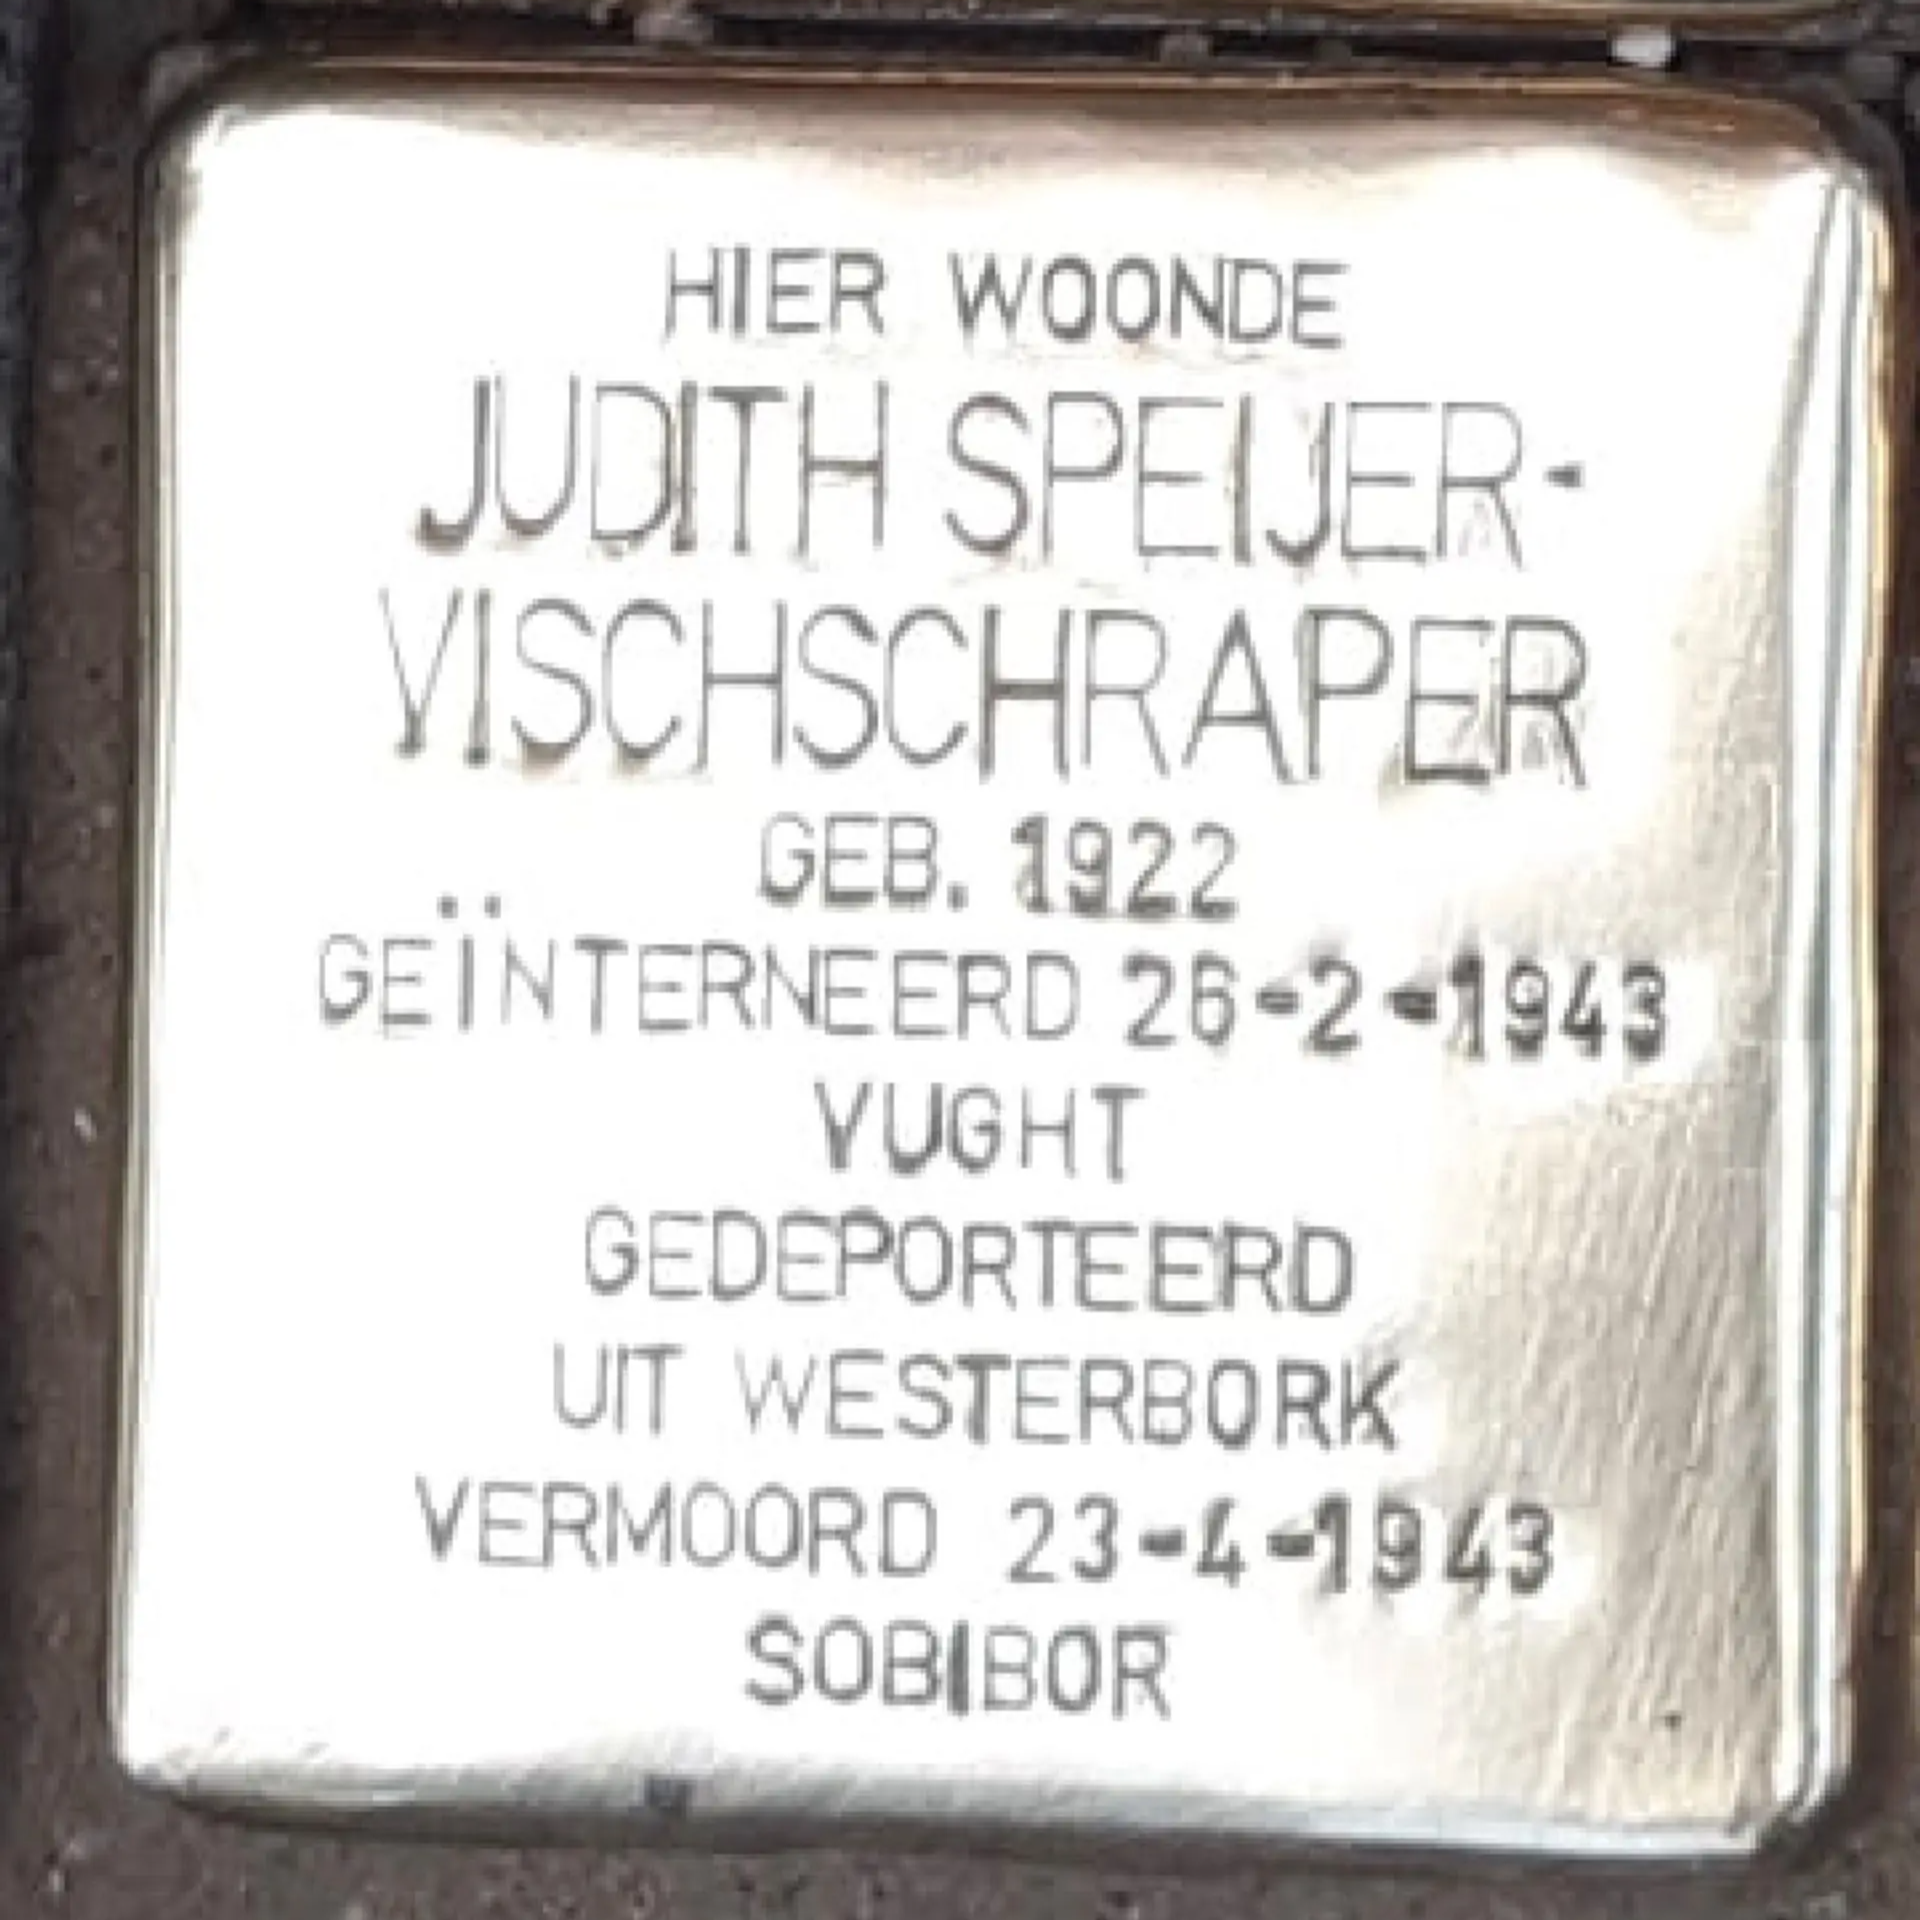 HIER WOONDE
JUDITH SPEIJER-
VISCHSCHRAPER
GEB. 1922
GEÏNTERNEERD 26-2-1943
VUGHT
GEDEPORTEERD
UIT WESTERBORK
VERMOORD 23-4-1943
SOBIBOR